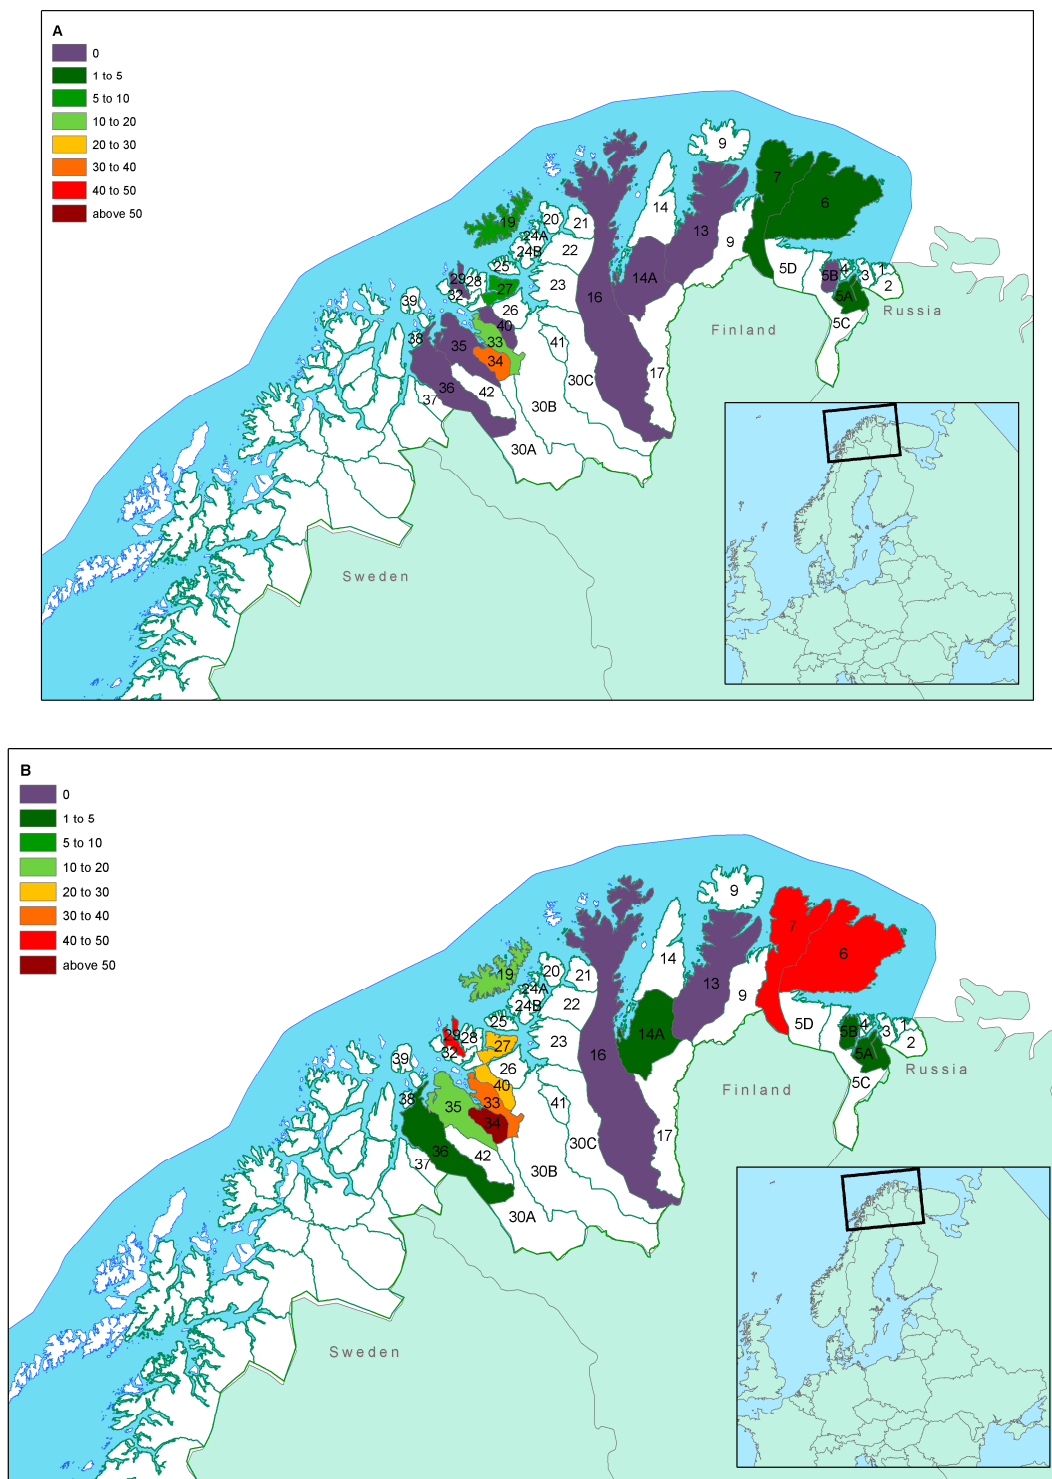 A
0
1 to 5
5 to 10
10 to 20
20 to 30
30 to 40
40 to 50
above 50
9
7
6
14
13
9
19
20
21
24A
24B
22
14A
5D
5B
4
3
1
2
5A
5C
Russia
Finland
25
29
28
32
27
23
16
39
26
40
38
35
33
34
41
36
42
30C
17
37
30B
30A
Sweden
B
0
1 to 5
5 to 10
10 to 20
20 to 30
30 to 40
40 to 50
above 50
9
7
6
14
13
9
19
20
21
24A
24B
22
14A
5D
5B
4
3
1
2
5A
5C
Russia
Finland
25
29
28
32
27
23
16
39
26
40
38
35
33
34
41
36
42
30C
17
37
30B
30A
Sweden